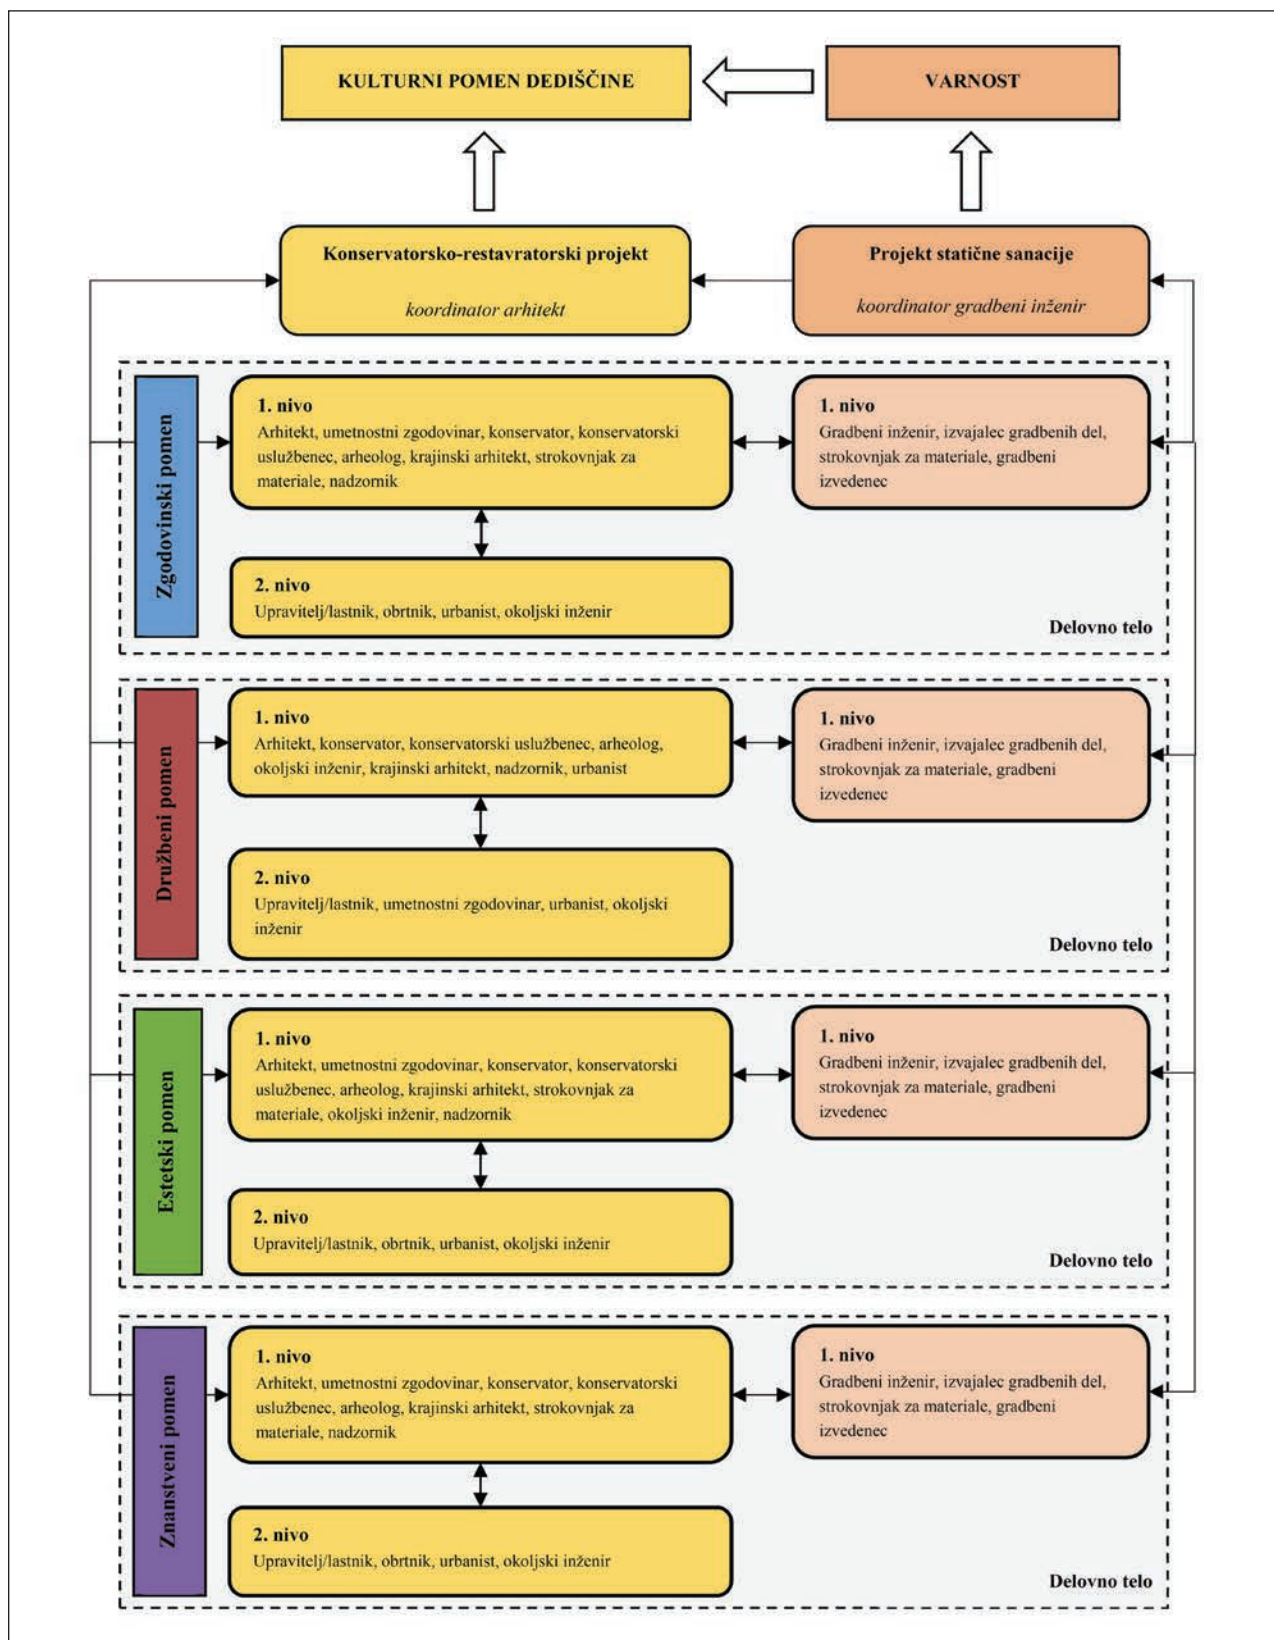 KULTURNI POMEN DEDIŠČINE
VARNOST
Konservatorsko-restavratorski projekt
koordinator arhitekt
Projekt statične sanacije
koordinator gradbeni inženir
Zgodovinski pomen
1. nivo
Arhitekt, umetnostni zgodovinar, konservator, konservatorski
uslužbenec, arheolog, krajinski arhitekt, strokovnjak za
materiale, nadzornik
1. nivo
Gradbeni inženir, izvajalec gradbenih del,
strokovnjak za materiale, gradbeni
izvedenec
2. nivo
Upravitelj/lastnik, obrtnik, urbanist, okoljski inženir
Delovno telo
Družbeni pomen
1. nivo
Arhitekt, konservator, konservatorski uslužbenec, arheolog,
okoljski inženir, krajinski arhitekt, nadzornik, urbanist
1. nivo
Gradbeni inženir, izvajalec gradbenih del,
strokovnjak za materiale, gradbeni
izvedenec
2. nivo
Upravitelj/lastnik, umetnostni zgodovinar, urbanist, okoljski
inženir
Delovno telo
Estetski pomen
1. nivo
Arhitekt, umetnostni zgodovinar, konservator, konservatorski
uslužbenec, arheolog, krajinski arhitekt, strokovnjak za
materiale, okoljski inženir, nadzornik
1. nivo
Gradbeni inženir, izvajalec gradbenih del,
strokovnjak za materiale, gradbeni
izvedenec
2. nivo
Upravitelj/lastnik, obrtnik, urbanist, okoljski inženir
Delovno telo
Znanstveni pomen
1. nivo
Arhitekt, umetnostni zgodovinar, konservator, konservatorski
uslužbenec, arheolog, krajinski arhitekt, strokovnjak za
materiale, nadzornik
1. nivo
Gradbeni inženir, izvajalec gradbenih del,
strokovnjak za materiale, gradbeni
izvedenec
2. nivo
Upravitelj/lastnik, obrtnik, urbanist, okoljski inženir
Delovno telo